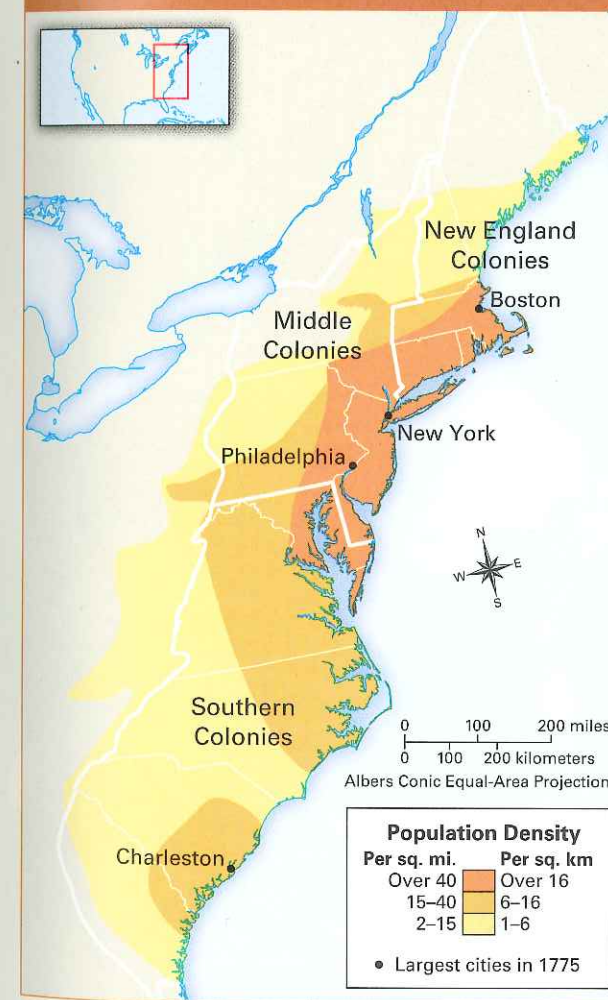 New England
Colonies
Boston
Middle
Colonies
New York
Philadelphia
N
W E
S
Southern
Colonies
0 100 200 miles
0 100 200 kilometers
Albers Conic Equal-Area Projection
Charleston
Population Density
Per sq. mi. Per sq. km
Over 40 Over 16
15–40 6–16
2–15 1–6
• Largest cities in 1775